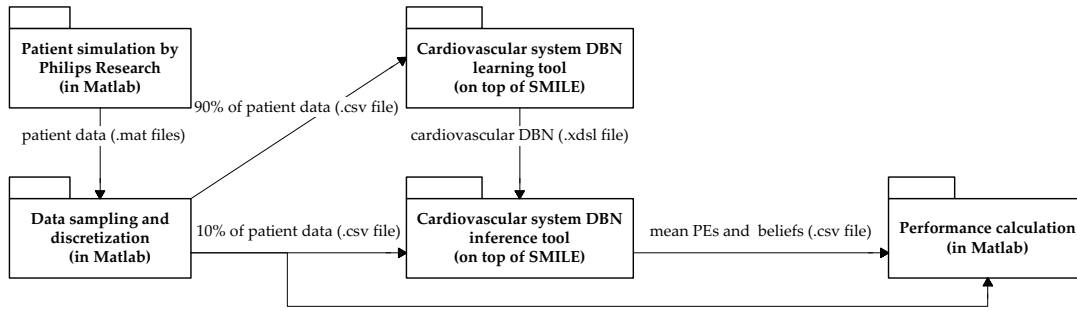 Patient simulation by
Philips Research
(in Matlab)
Cardiovascular system DBN
learning tool
(on top of SMILE)
90% of patient data (.csv file)
patient data (.mat files)
cardiovascular DBN (.xdsl file)
Data sampling and
discretization
(in Matlab)
10% of patient data (.csv file)
Cardiovascular system DBN
inference tool
(on top of SMILE)
mean PEs and beliefs (.csv file)
Performance calculation
(in Matlab)